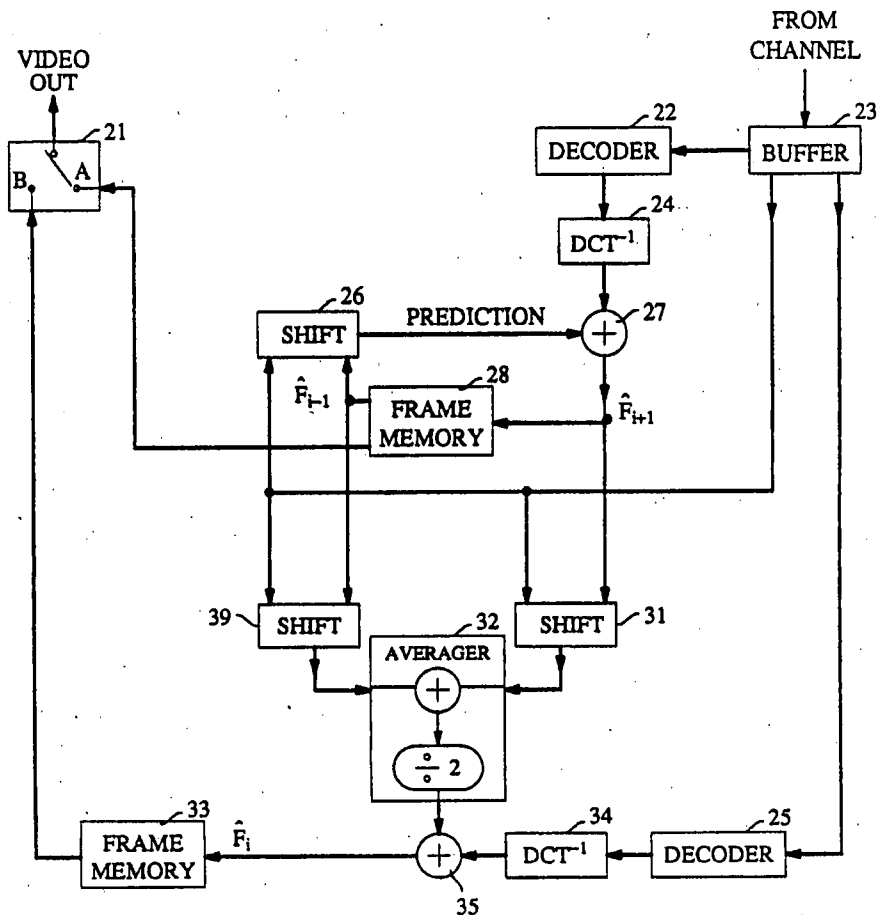 FROM
CHANNEL
VIDEO
OUT
21
B
A
22
DECODER
23
BUFFER
24
DCT⁻¹
26
SHIFT
PREDICTION
+
27
F̂i−1
28
FRAME
MEMORY
F̂i+1
39
SHIFT
32
AVERAGER
+
÷ 2
SHIFT
31
33
FRAME
MEMORY
F̂i
+
35
34
DCT⁻¹
25
DECODER